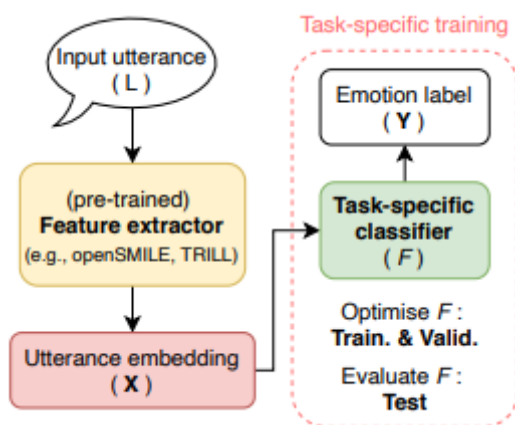 Task-specific training
Input utterance
( L )
(pre-trained)
Feature extractor
(e.g., openSMILE, TRILL)
Utterance embedding
( X )
Emotion label
( Y )
Task-specific
classifier
( F )
Optimise F :
Train. & Valid.
Evaluate F :
Test